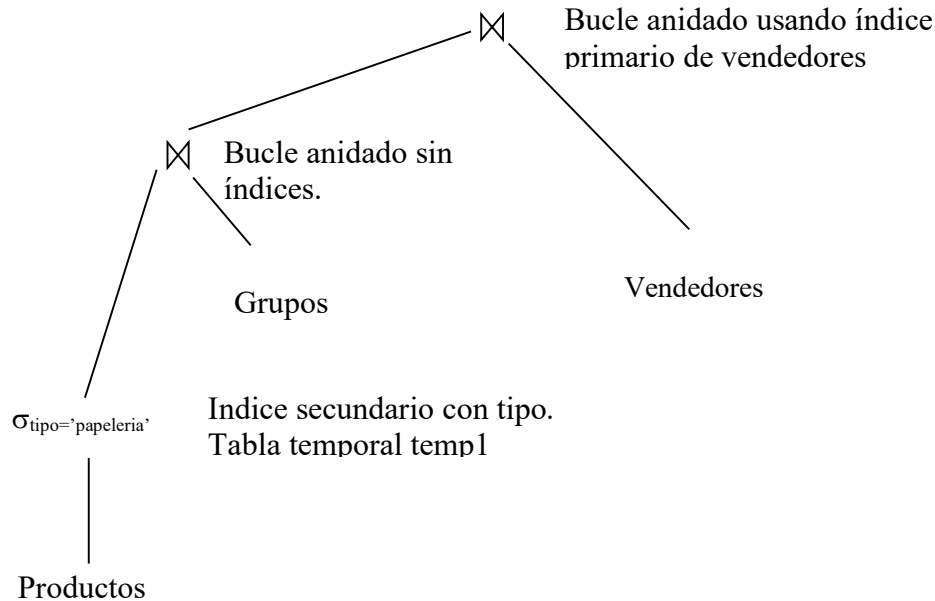 ⋈ Bucle anidado usando índice
primario de vendedores
⋈ Bucle anidado sin
índices.
Vendedores
Grupos
σtipo=’papeleria’ Indice secundario con tipo.
Tabla temporal temp1
Productos